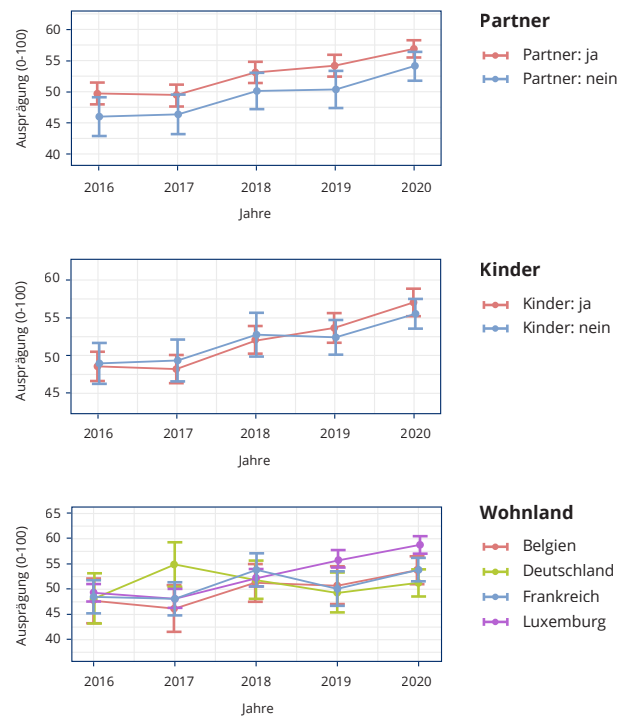 Partner
60
55
50
45
40
Ausprägung (0-100)
2016 2017 2018 2019 2020
Jahre
Partner: ja
Partner: nein
Kinder
60
55
50
45
Ausprägung (0-100)
2016 2017 2018 2019 2020
Jahre
Kinder: ja
Kinder: nein
Wohnland
65
60
55
50
45
40
Ausprägung (0-100)
2016 2017 2018 2019 2020
Jahre
Belgien
Deutschland
Frankreich
Luxemburg